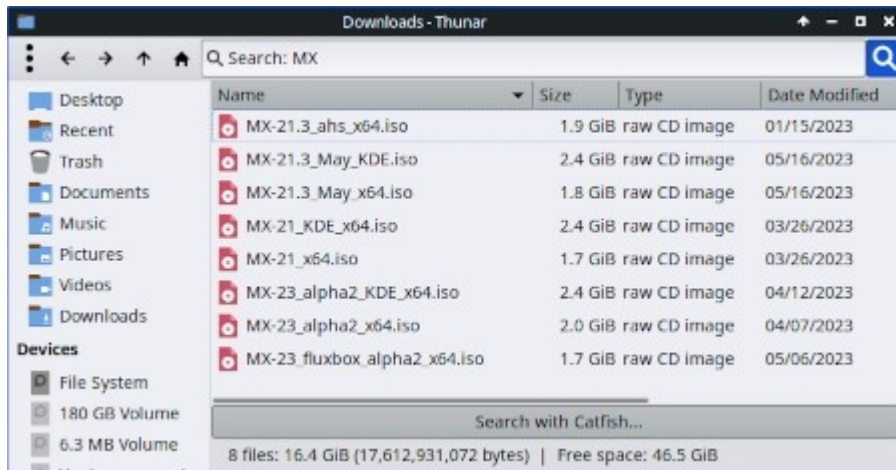 Downloads - Thunar
Search: MX
Desktop
Recent
Trash
Documents
Music
Pictures
Videos
Downloads
Devices
File System
180 GB Volume
6.3 MB Volume
Name Size Type Date Modified
MX-21.3_ahs_x64.iso 1.9 GiB raw CD image 01/15/2023
MX-21.3_May_KDE.iso 2.4 GiB raw CD image 05/16/2023
MX-21.3_May_x64.iso 1.8 GiB raw CD image 05/16/2023
MX-21_KDE_x64.iso 2.4 GiB raw CD image 03/26/2023
MX-21_x64.iso 1.7 GiB raw CD image 03/26/2023
MX-23_alpha2_KDE_x64.iso 2.4 GiB raw CD image 04/12/2023
MX-23_alpha2_x64.iso 2.0 GiB raw CD image 04/07/2023
MX-23_fluxbox_alpha2_x64.iso 1.7 GiB raw CD image 05/06/2023
Search with Catfish...
8 files: 16.4 GiB (17,612,931,072 bytes) | Free space: 46.5 GiB